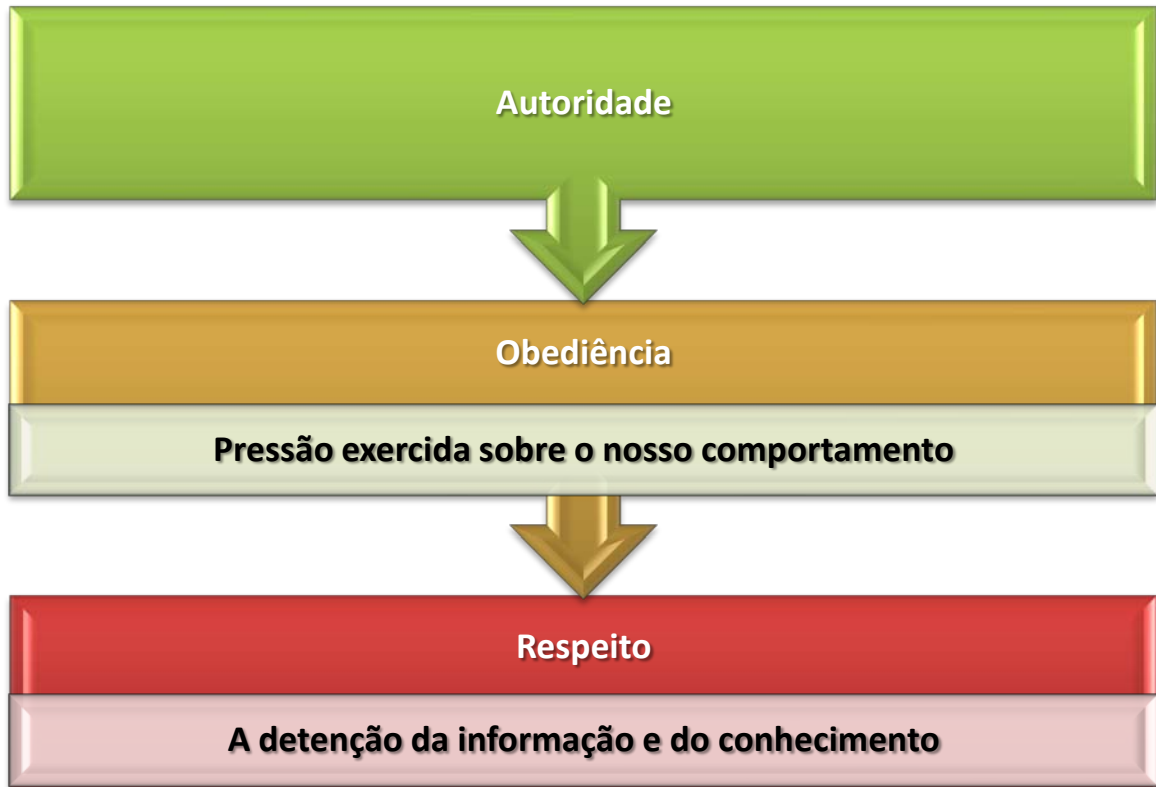 Autoridade
Obediência
Pressão exercida sobre o nosso comportamento
Respeito
A detenção da informação e do conhecimento